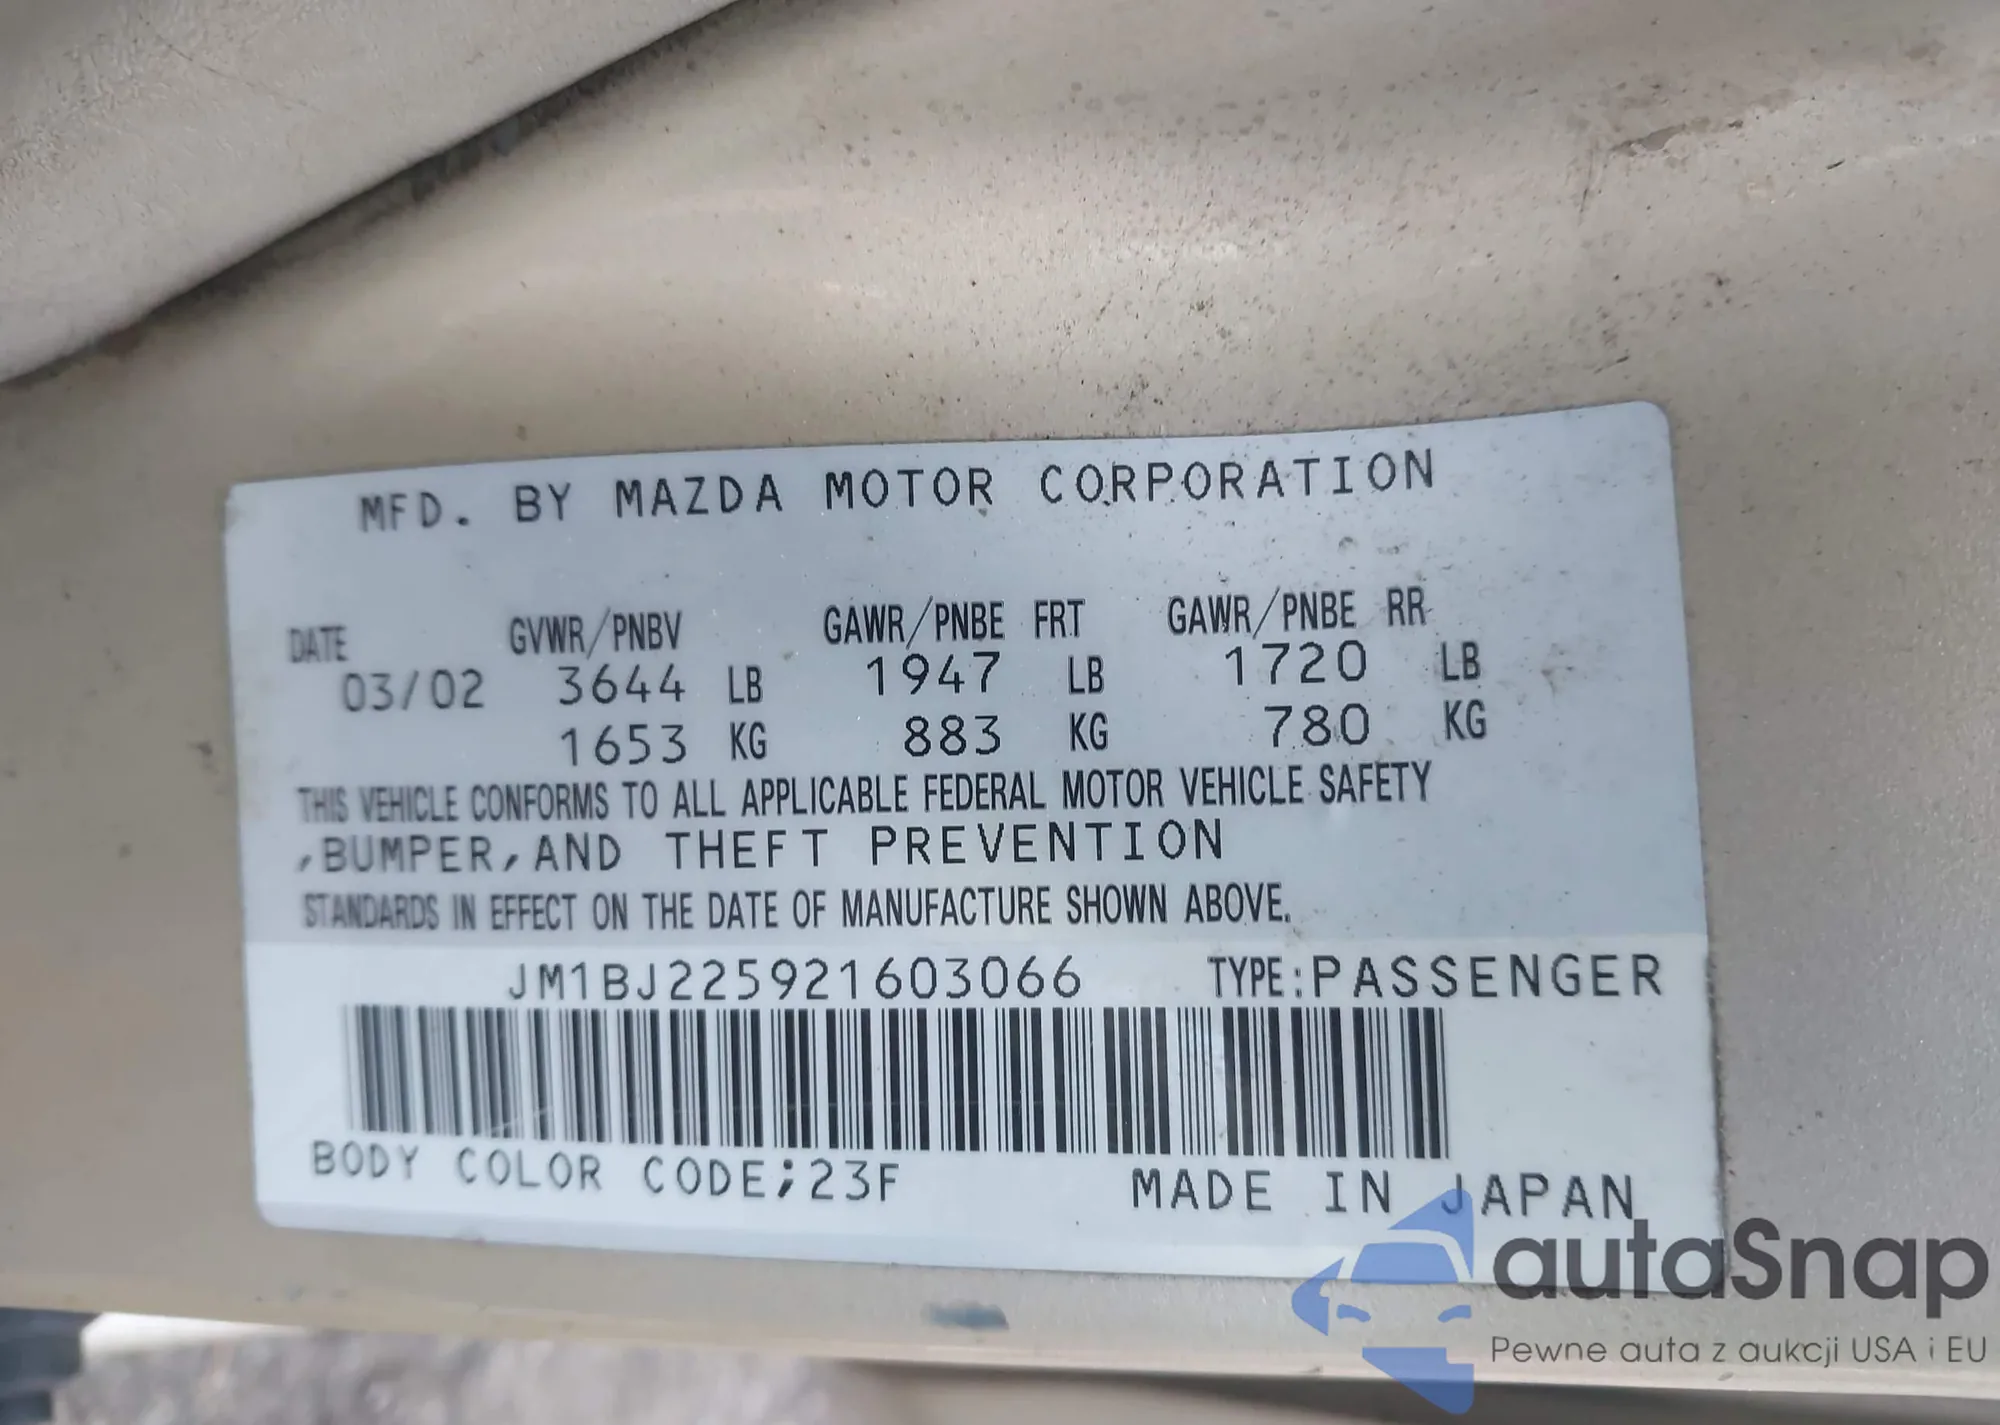 MFD. BY MAZDA MOTOR CORPORATION
DATE GVWR/PNBV GAWR/PNBE FRT GAWR/PNBE RR
03/02 3644 LB 1947 LB 1720 LB
1653 KG 883 KG 780 KG
THIS VEHICLE CONFORMS TO ALL APPLICABLE FEDERAL MOTOR VEHICLE SAFETY
,BUMPER,AND THEFT PREVENTION
STANDARDS IN EFFECT ON THE DATE OF MANUFACTURE SHOWN ABOVE.
JM1BJ225921603066 TYPE:PASSENGER
BODY COLOR CODE;23F MADE IN JAPAN
autoSnap
Pewne auta z aukcji USA i EU